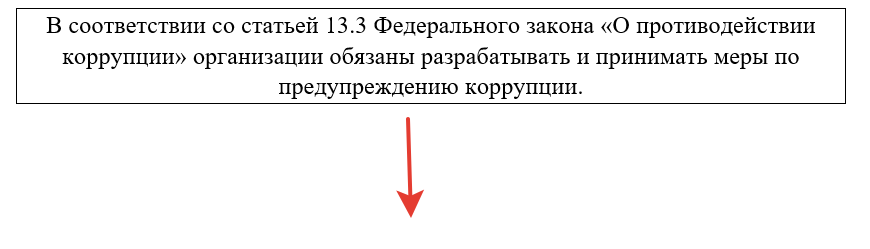 В соответствии со статьей 13.3 Федерального закона «О противодействии
коррупции» организации обязаны разрабатывать и принимать меры по
предупреждению коррупции.